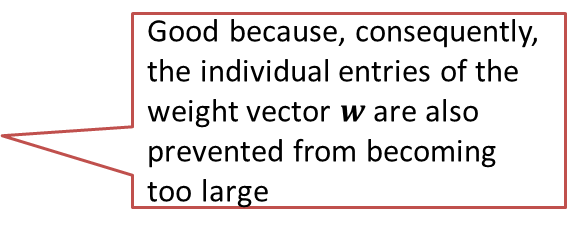 Good because, consequently,
the individual entries of the
weight vector w are also
prevented from becoming
too large